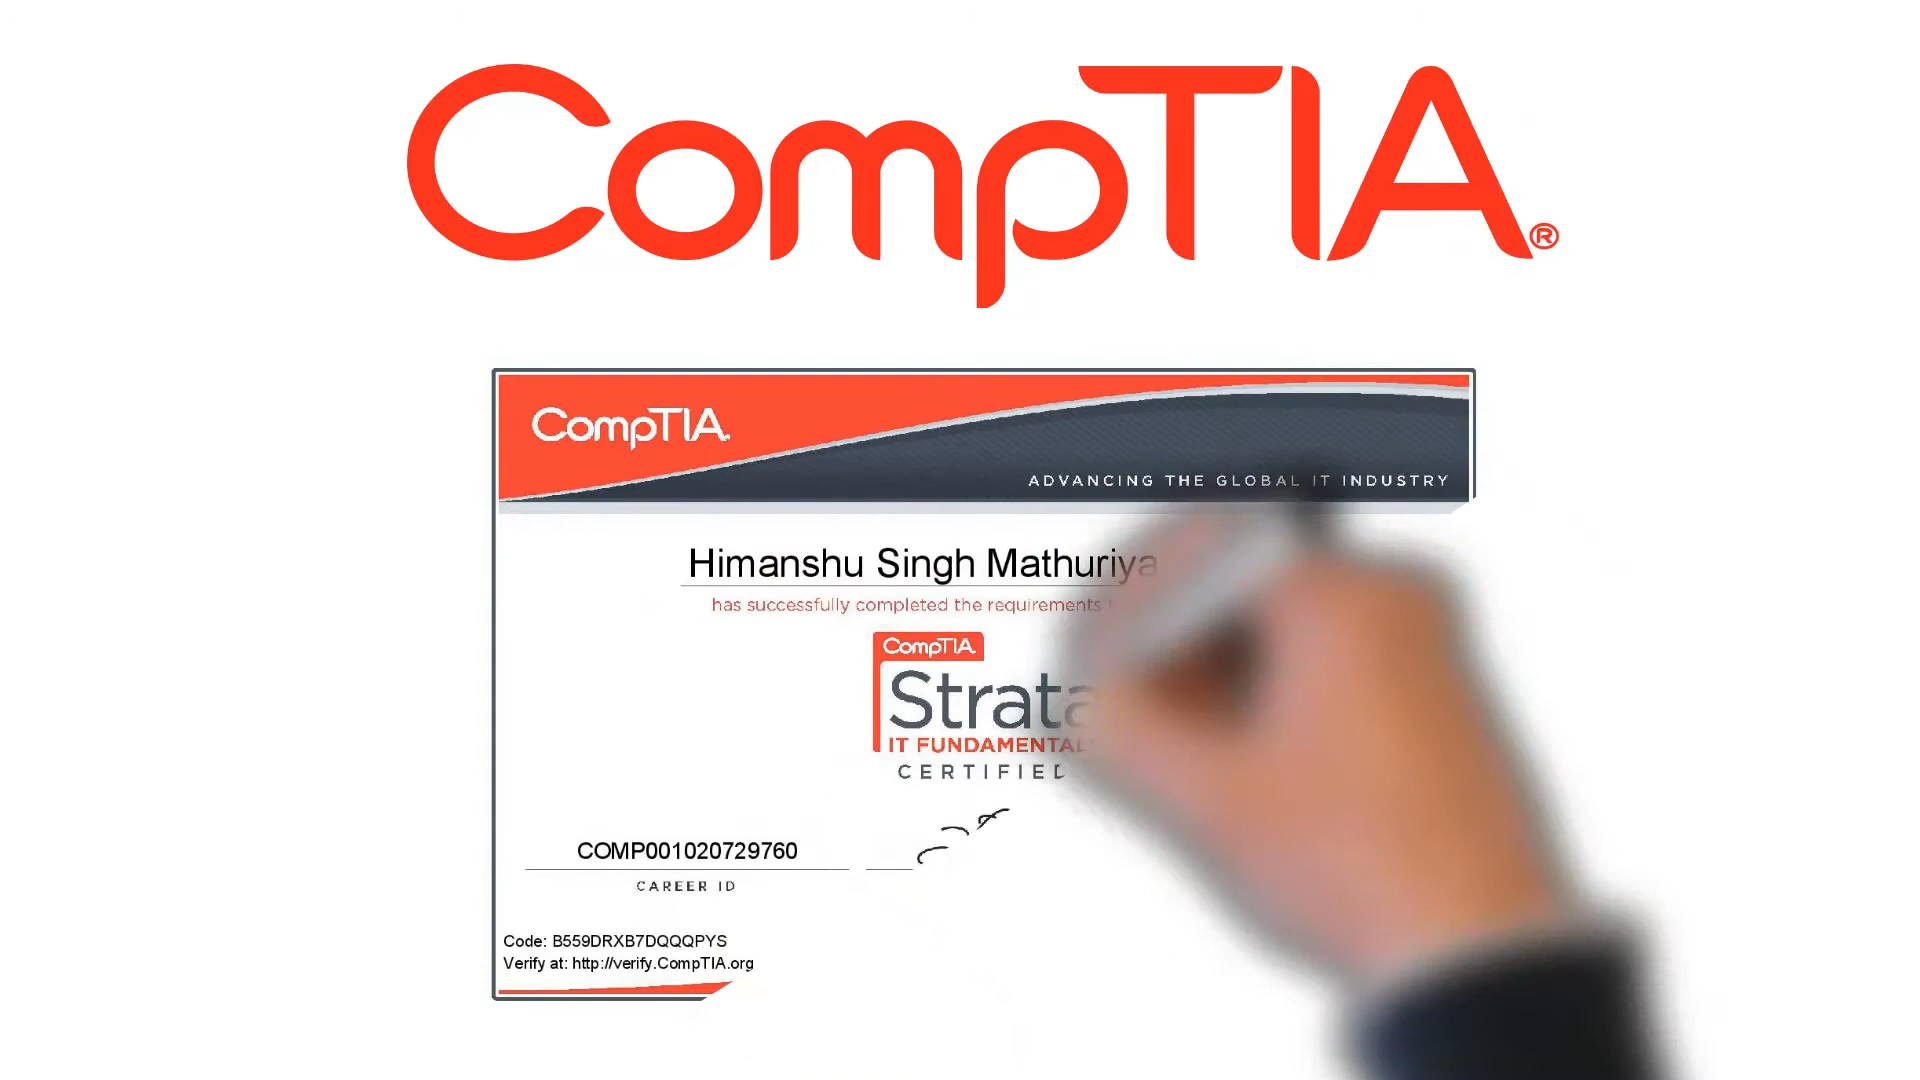 CompTIA®
CompTIA.
ADVANCING THE GLOBAL IT INDUSTRY
Himanshu Singh Mathuriya
has successfully completed the requirements
CompTIA.
Strata
IT FUNDAMENTAL
CERTIFIED
COMP001020729760
CAREER ID
Code: B559DRXB7DQQQPYS
Verify at: http://verify.CompTIA.org